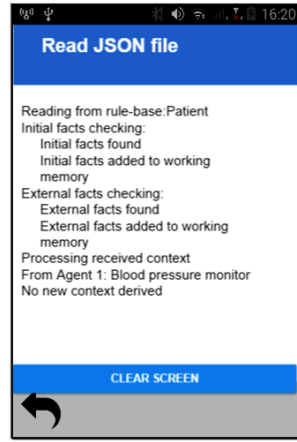 16:20
Read JSON file
Reading from rule-base:Patient
Initial facts checking:
Initial facts found
Initial facts added to working
memory
External facts checking:
External facts found
External facts added to working
memory
Processing received context
From Agent 1: Blood pressure monitor
No new context derived
CLEAR SCREEN